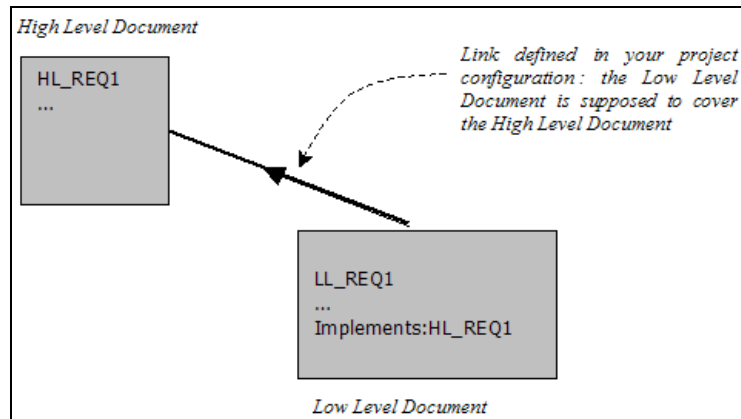 High Level Document
HL_REQ1
...
Link defined in your project
configuration: the Low Level
Document is supposed to cover
the High Level Document
LL_REQ1
...
Implements:HL_REQ1
Low Level Document